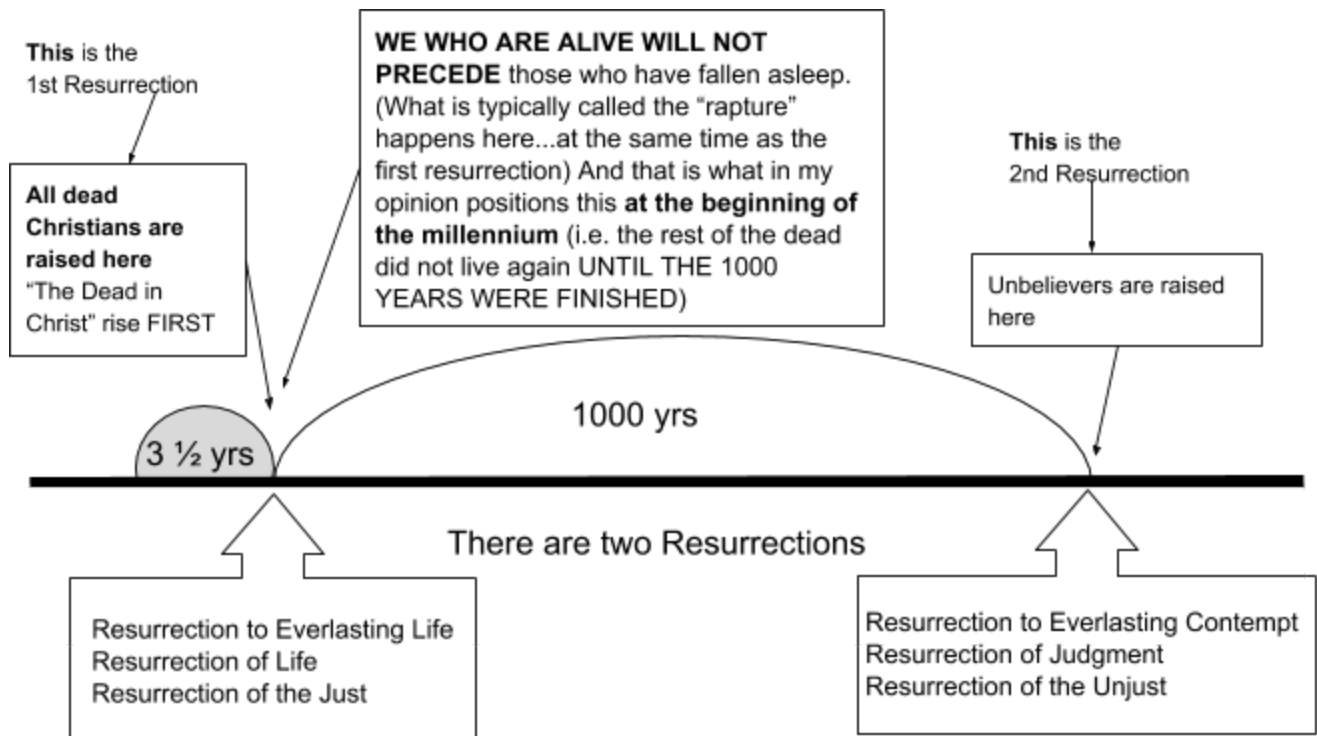 This is the
1st Resurrection
All dead
Christians are
raised here
“The Dead in
Christ” rise FIRST
WE WHO ARE ALIVE WILL NOT
PRECEDE those who have fallen asleep.
(What is typically called the “rapture”
happens here...at the same time as the
first resurrection) And that is what in my
opinion positions this at the beginning of
the millennium (i.e. the rest of the dead
did not live again UNTIL THE 1000
YEARS WERE FINISHED)
This is the
2nd Resurrection
Unbelievers are raised
here
3 ½ yrs
1000 yrs
There are two Resurrections
Resurrection to Everlasting Life
Resurrection of Life
Resurrection of the Just
Resurrection to Everlasting Contempt
Resurrection of Judgment
Resurrection of the Unjust